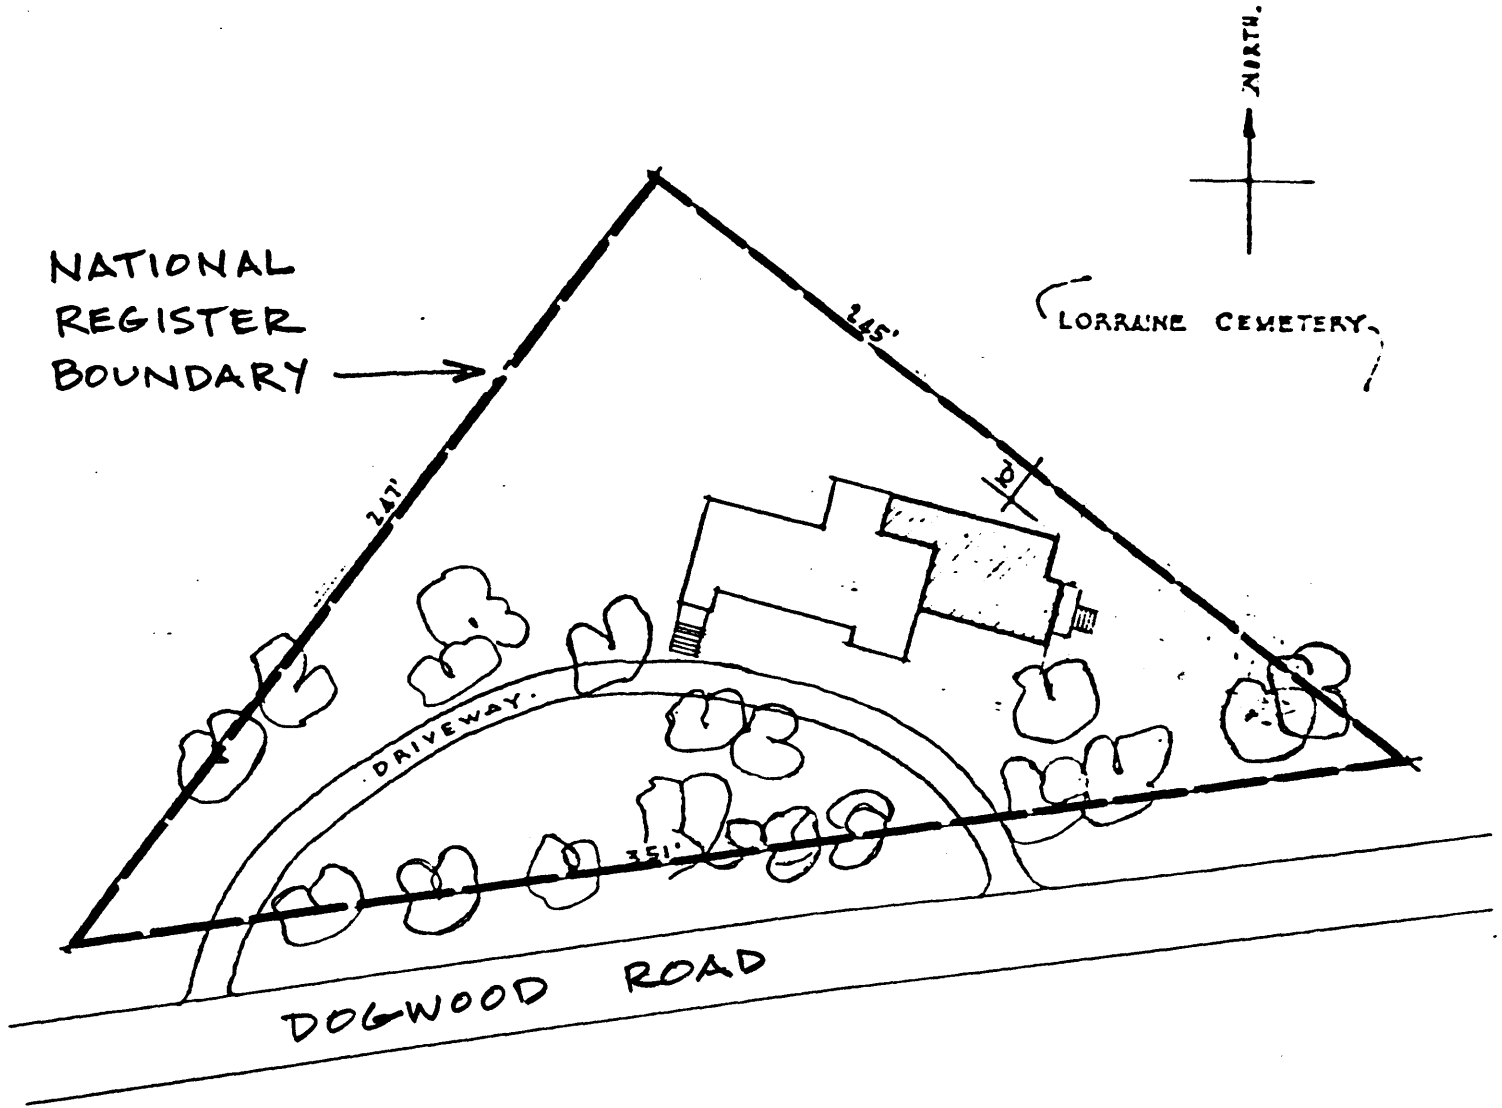 NORTH.
NATIONAL
REGISTER
BOUNDARY
LORRAINE CEMETERY
245'
247'
DRIVEWAY.
351'
DOGWOOD ROAD